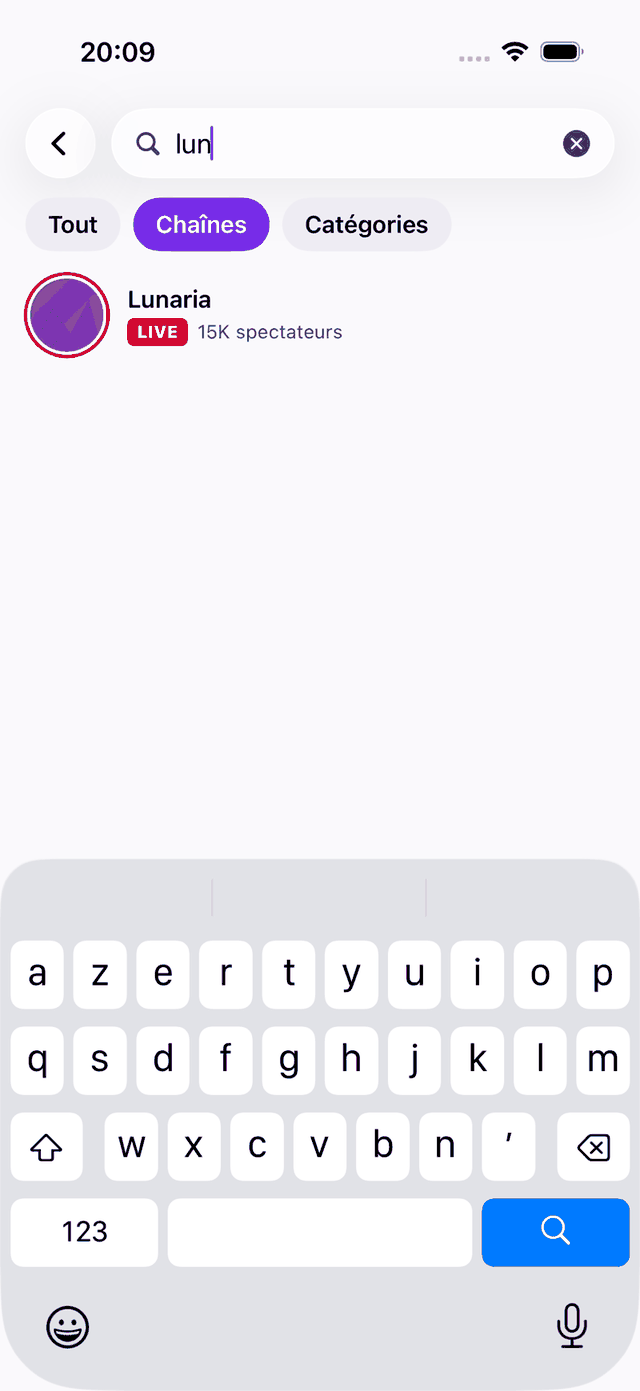 20:09
lun
Tout Chaînes Catégories
Lunaria
LIVE 15K spectateurs
a z e r t y u i o p
q s d f g h j k l m
w x c v b n ’
123